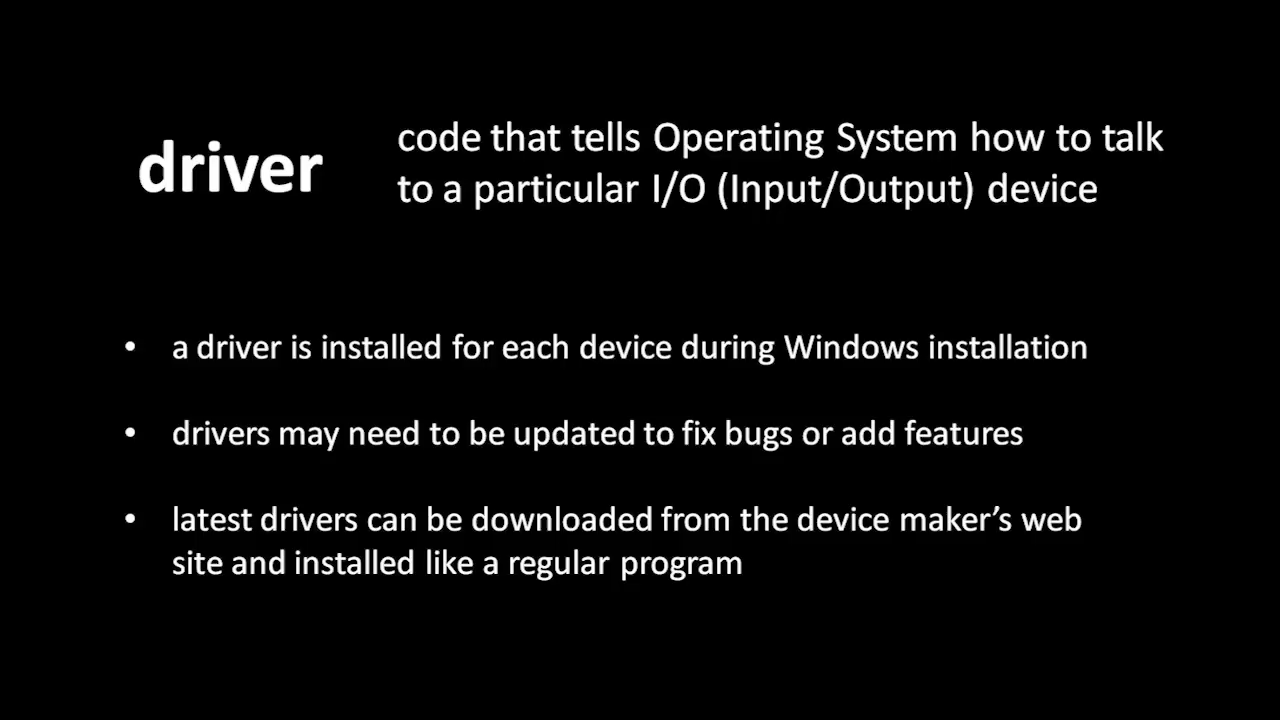 driver
code that tells Operating System how to talk
to a particular I/O (Input/Output) device
• a driver is installed for each device during Windows installation
• drivers may need to be updated to fix bugs or add features
• latest drivers can be downloaded from the device maker’s web
site and installed like a regular program